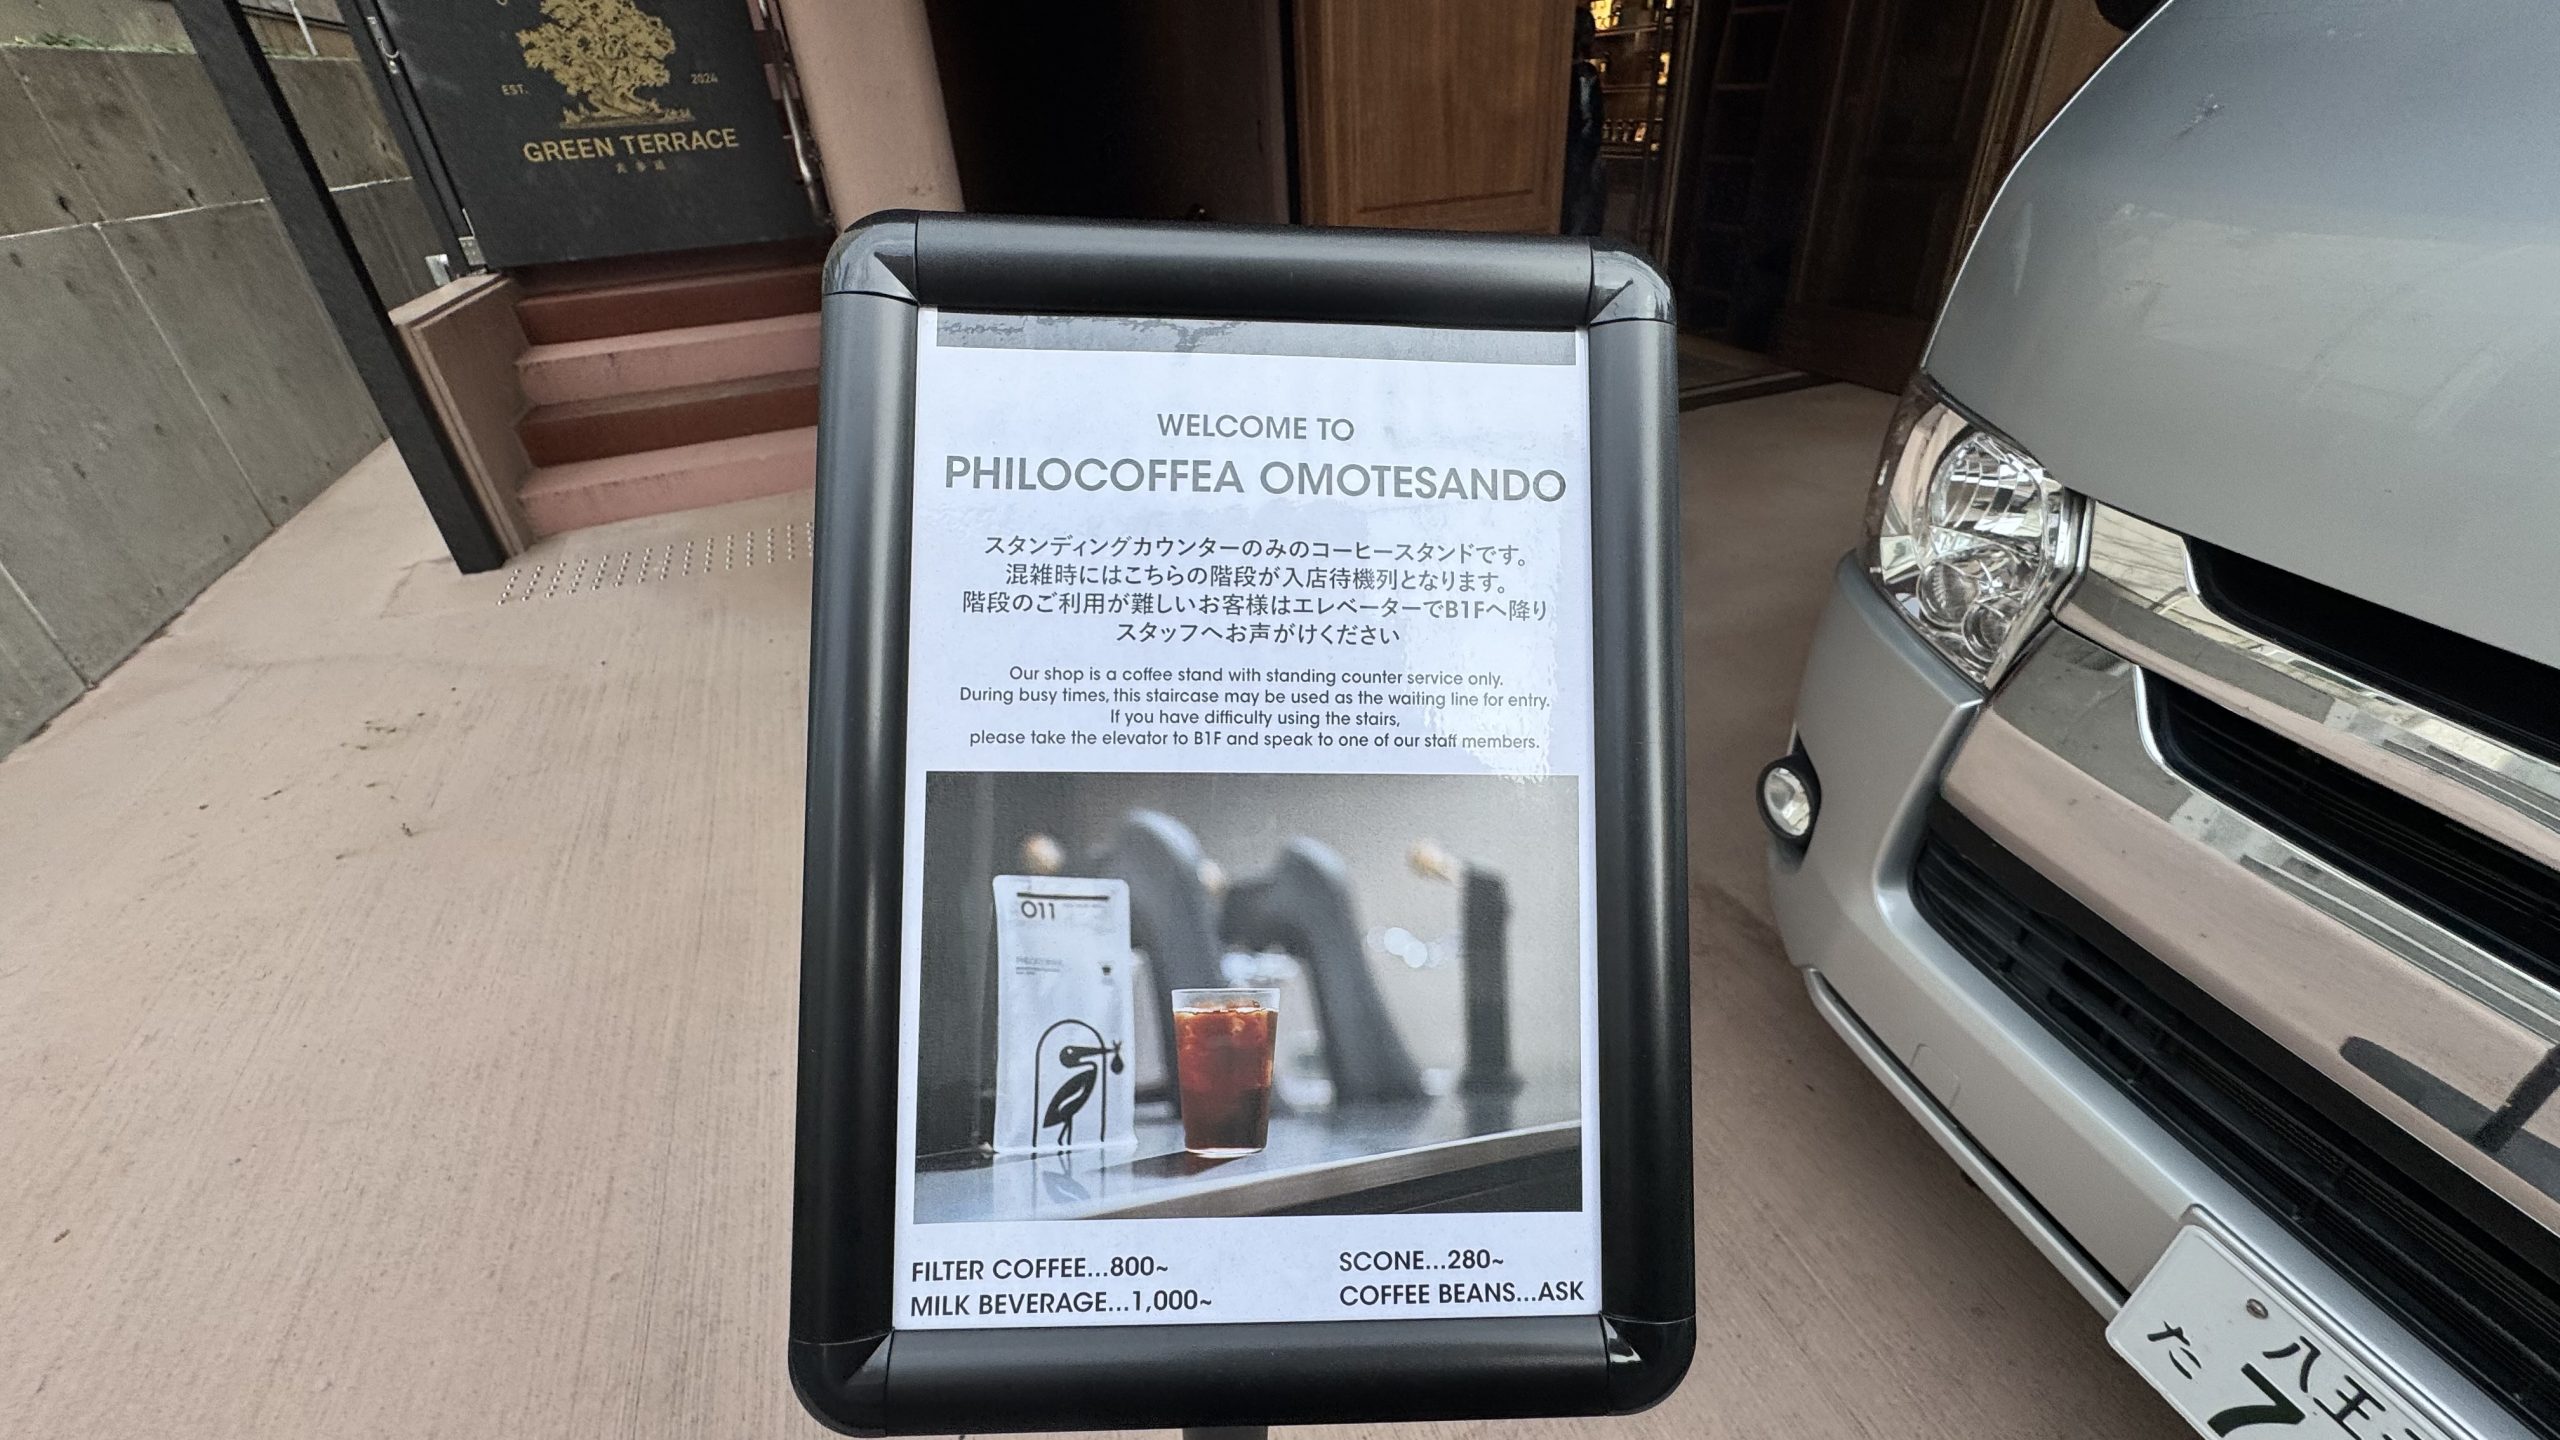 EST. 2024
GREEN TERRACE
表参道
WELCOME TO
PHILOCOFFEA OMOTESANDO
スタンディングカウンターのみのコーヒースタンドです。
混雑時にはこちらの階段が入店待機列となります。
階段のご利用が難しいお客様はエレベーターでB1Fへ降り
スタッフへお声がけください
Our shop is a coffee stand with standing counter service only.
During busy times, this staircase may be used as the waiting line for entry.
If you have difficulty using the stairs,
please take the elevator to B1F and speak to one of our staff members.
011
FILTER COFFEE...800~
MILK BEVERAGE...1,000~
SCONE...280~
COFFEE BEANS...ASK
八王
た 7